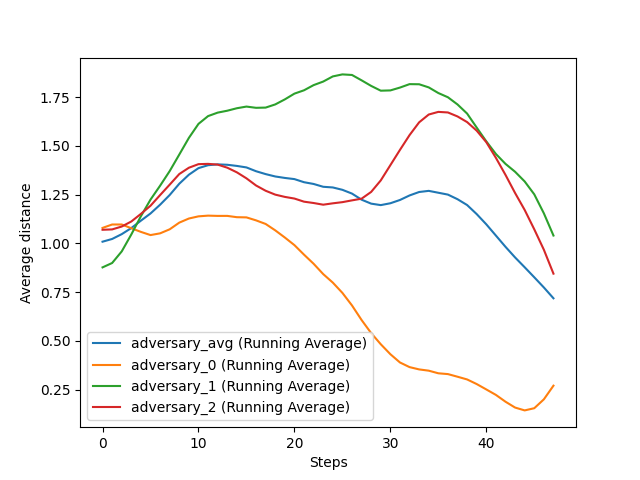 Average distance
1.75
1.50
1.25
1.00
0.75
0.50
0.25
adversary_avg (Running Average)
adversary_0 (Running Average)
adversary_1 (Running Average)
adversary_2 (Running Average)
0 10 20 30 40
Steps